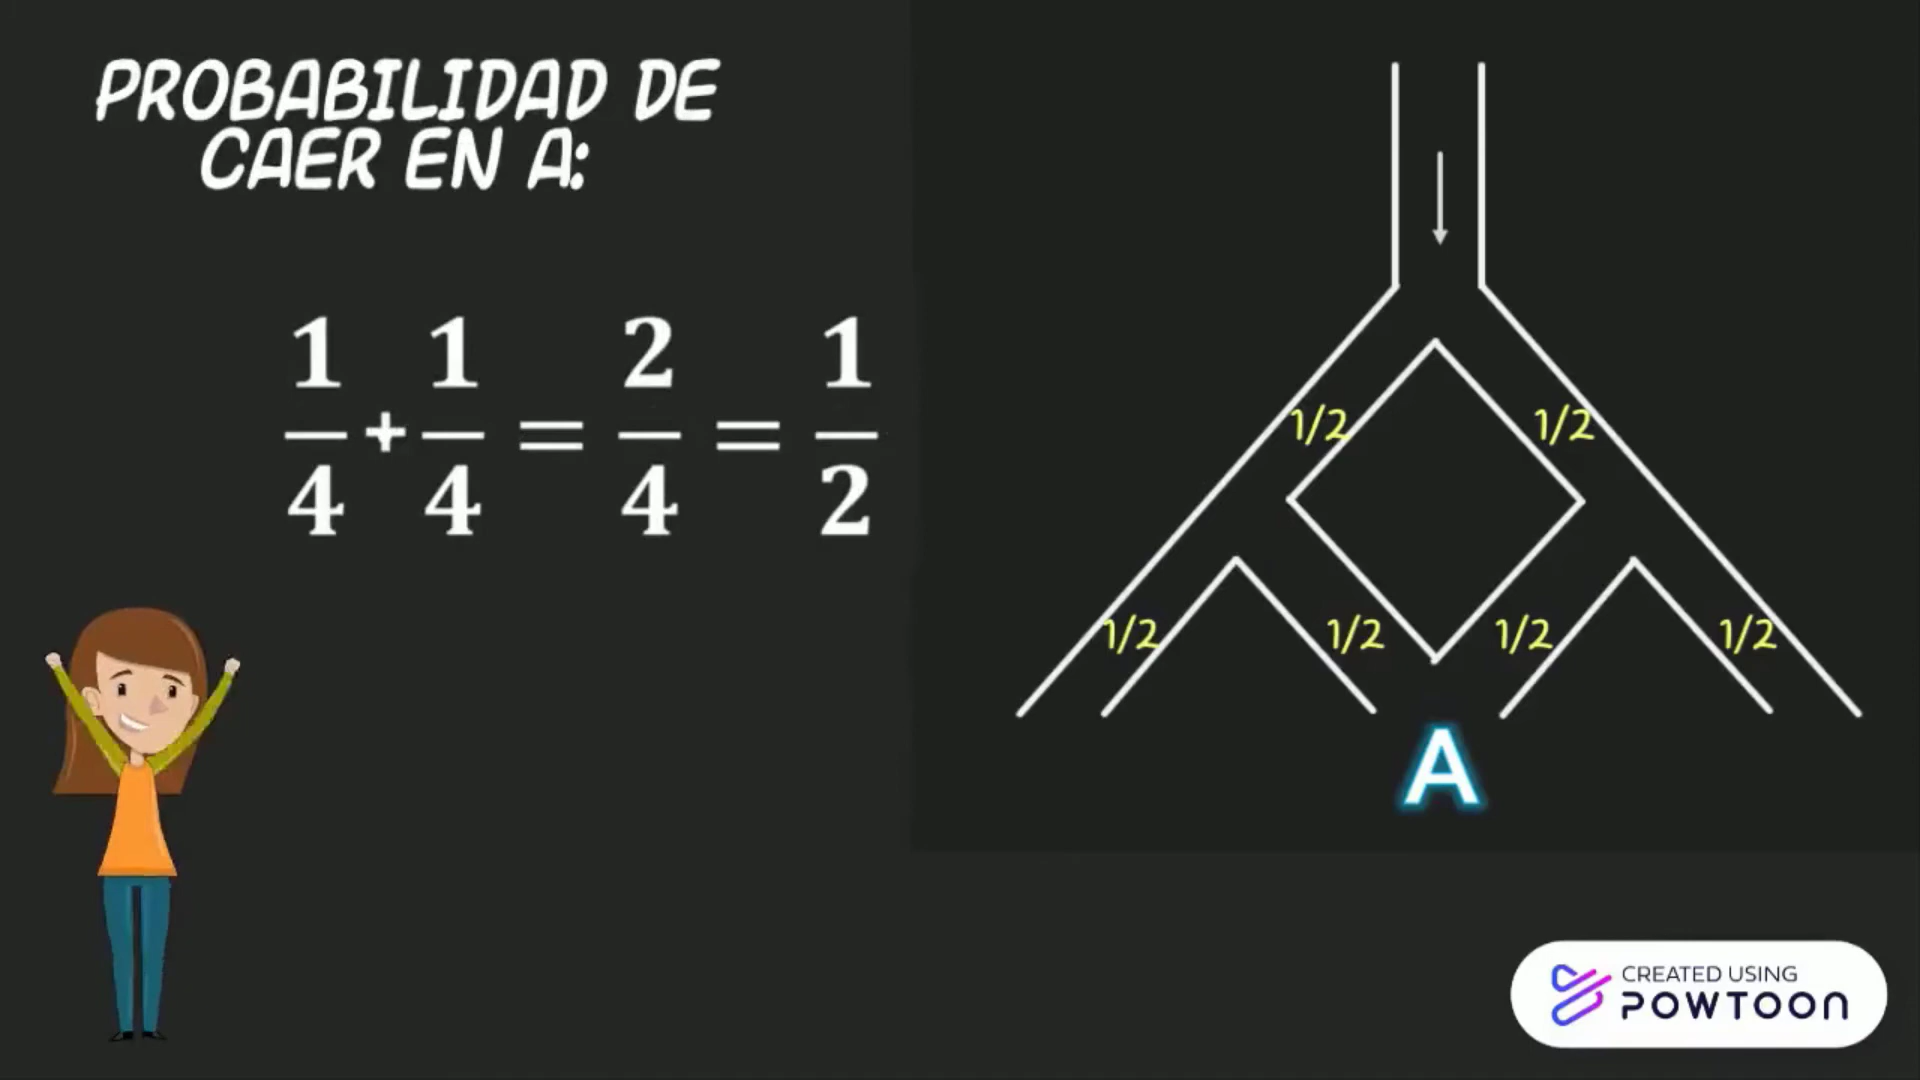 PROBABILIDAD DE
CAER EN A:
1/4 + 1/4 = 2/4 = 1/2
1/2 1/2
1/2 1/2 1/2 1/2
A
CREATED USING
POWTOON